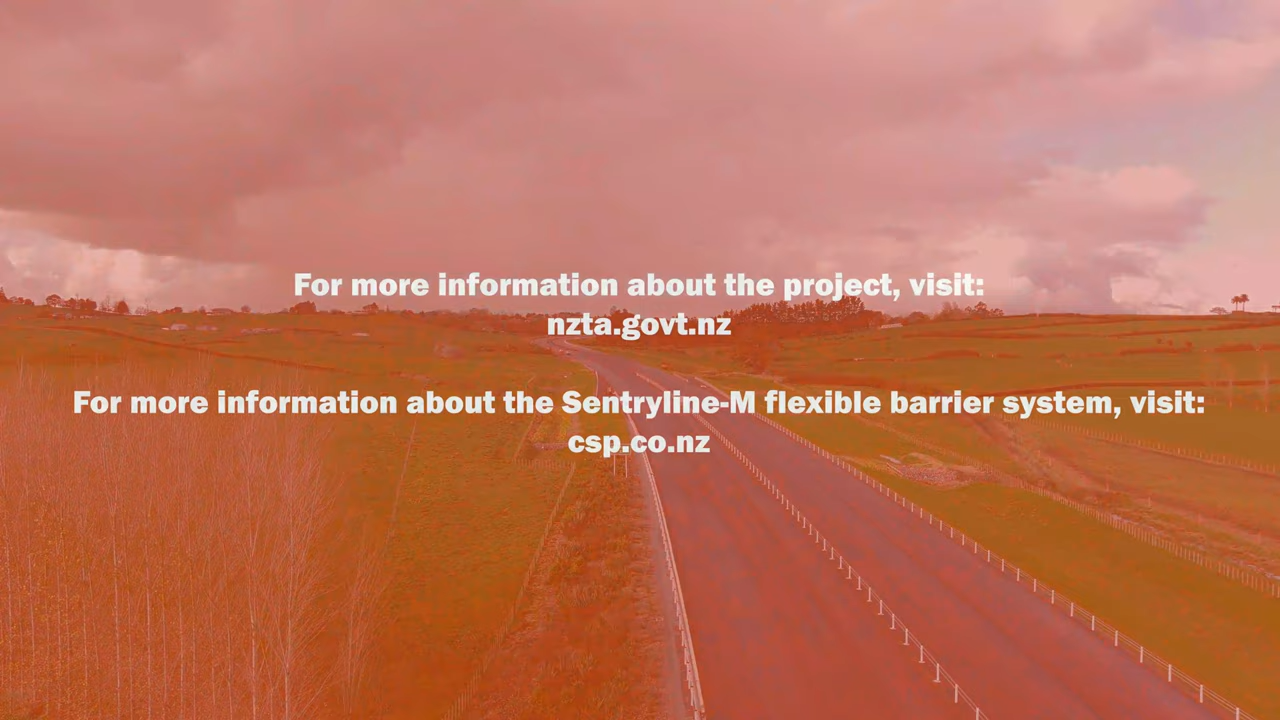 For more information about the project, visit:
nzta.govt.nz
For more information about the Sentryline-M flexible barrier system, visit:
csp.co.nz